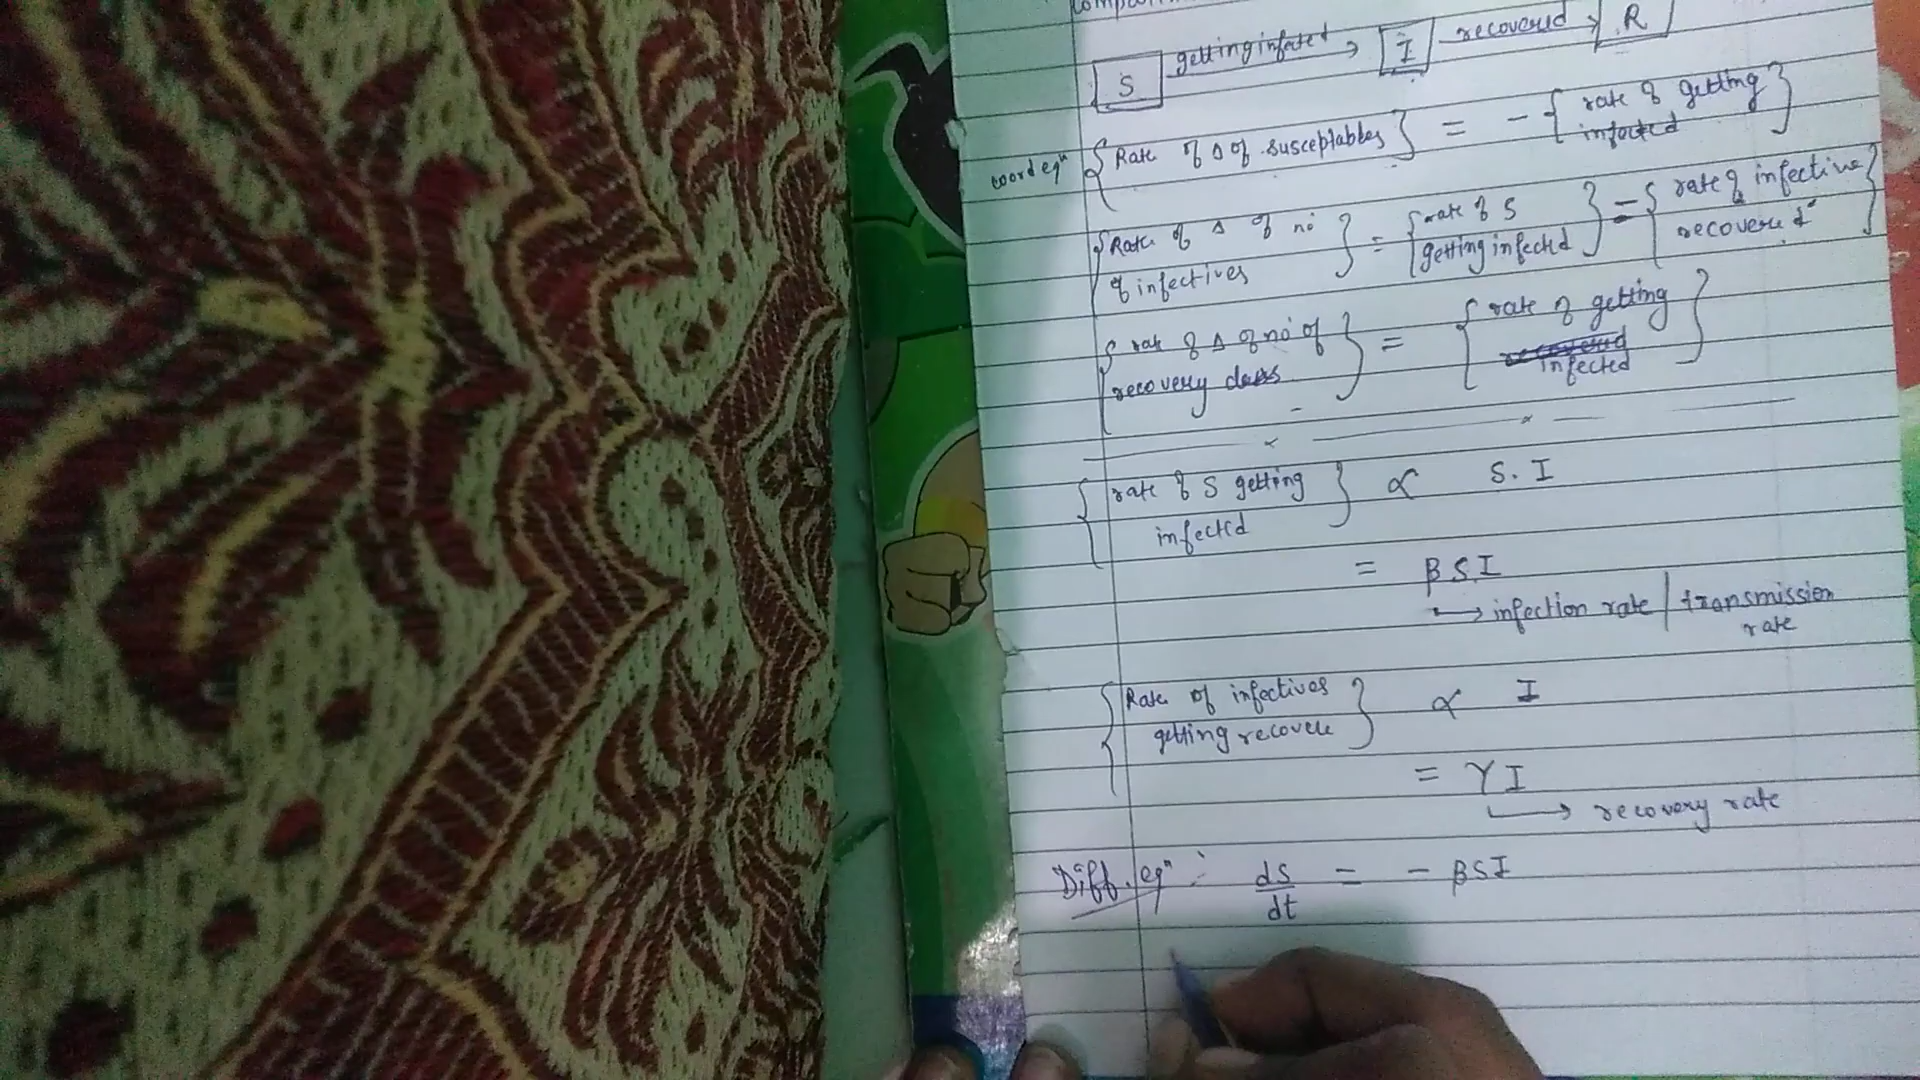 S getting infected → I recovered → R
word eqⁿ { Rate of Δ of susceptables } = - { rate of getting infected }
{ Rate of Δ of no of infectives } = { rate of S getting infected } - { rate of infective recovered }
{ rate of Δ of no of recovery class } = { rate of getting infected }
{ rate of S getting infected } ∝ S. I
= βSI
→ infection rate / transmission rate
{ Rate of infectives getting recovere } ∝ I
= γI
→ recovery rate
Diff. eqⁿ :- dS/dt = - βSI